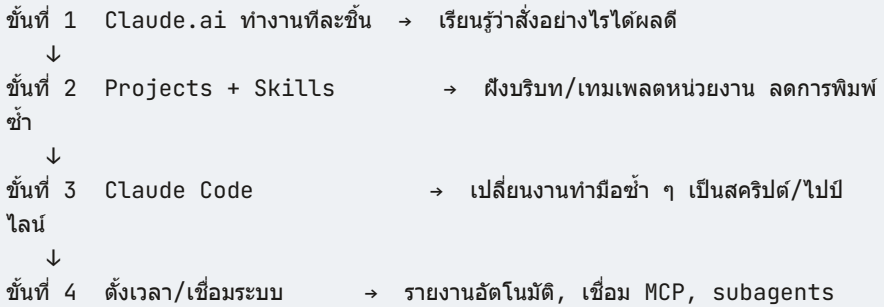 ขั้นที่ 1  Claude.ai ทำงานทีละชิ้น  →  เรียนรู้ว่าสั่งอย่างไรได้ผลดี
↓
ขั้นที่ 2  Projects + Skills  →  ฝังบริบท/เทมเพลตหน่วยงาน ลดการพิมพ์
ซ้ำ
↓
ขั้นที่ 3  Claude Code  →  เปลี่ยนงานทำมือซ้ำ ๆ เป็นสคริปต์/ไปป์
ไลน์
↓
ขั้นที่ 4  ตั้งเวลา/เชื่อมระบบ  →  รายงานอัตโนมัติ, เชื่อม MCP, subagents